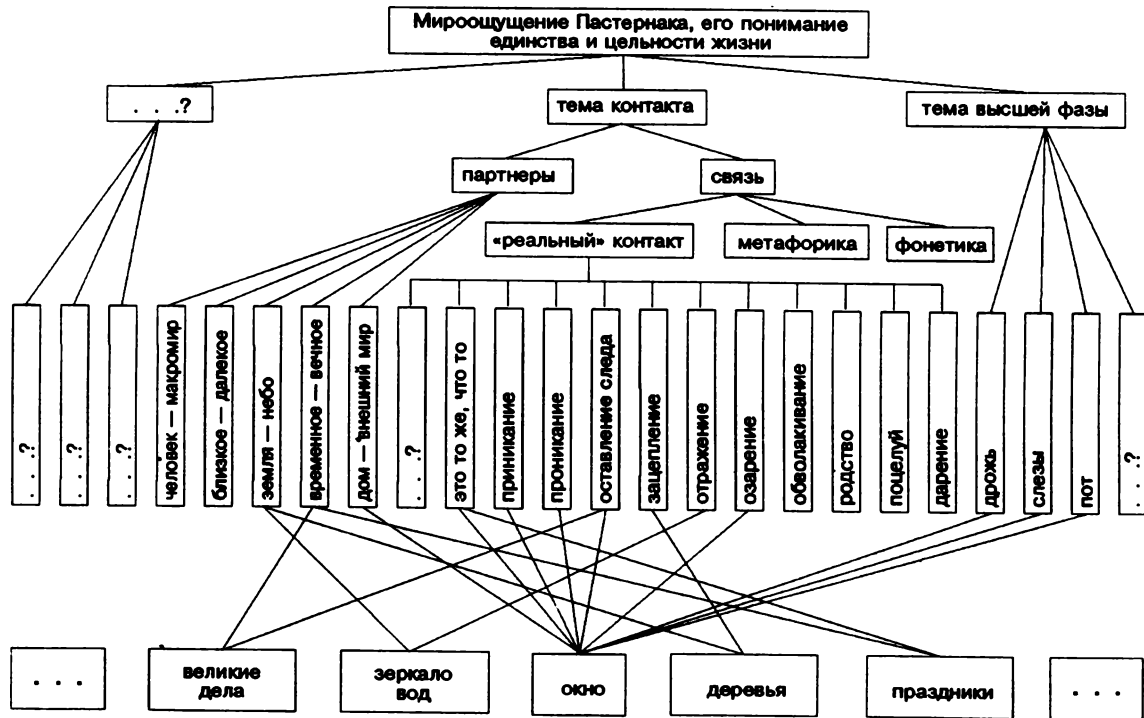 Мироощущение Пастернака, его понимание
единства и цельности жизни
. . .?
тема контакта
тема высшей фазы
партнеры
связь
«реальный» контакт
метафорика
фонетика
. . .?
. . .?
. . .?
человек — макромир
близкое — далекое
земля — небо
временное — вечное
дом — внешний мир
. . .?
это то же, что то
приникание
проникание
оставление следа
зацепление
отражение
озарение
обволакивание
родство
поцелуй
дарение
дрожь
слезы
пот
. . .?
. . .
великие
дела
зеркало
вод
окно
деревья
праздники
. . .